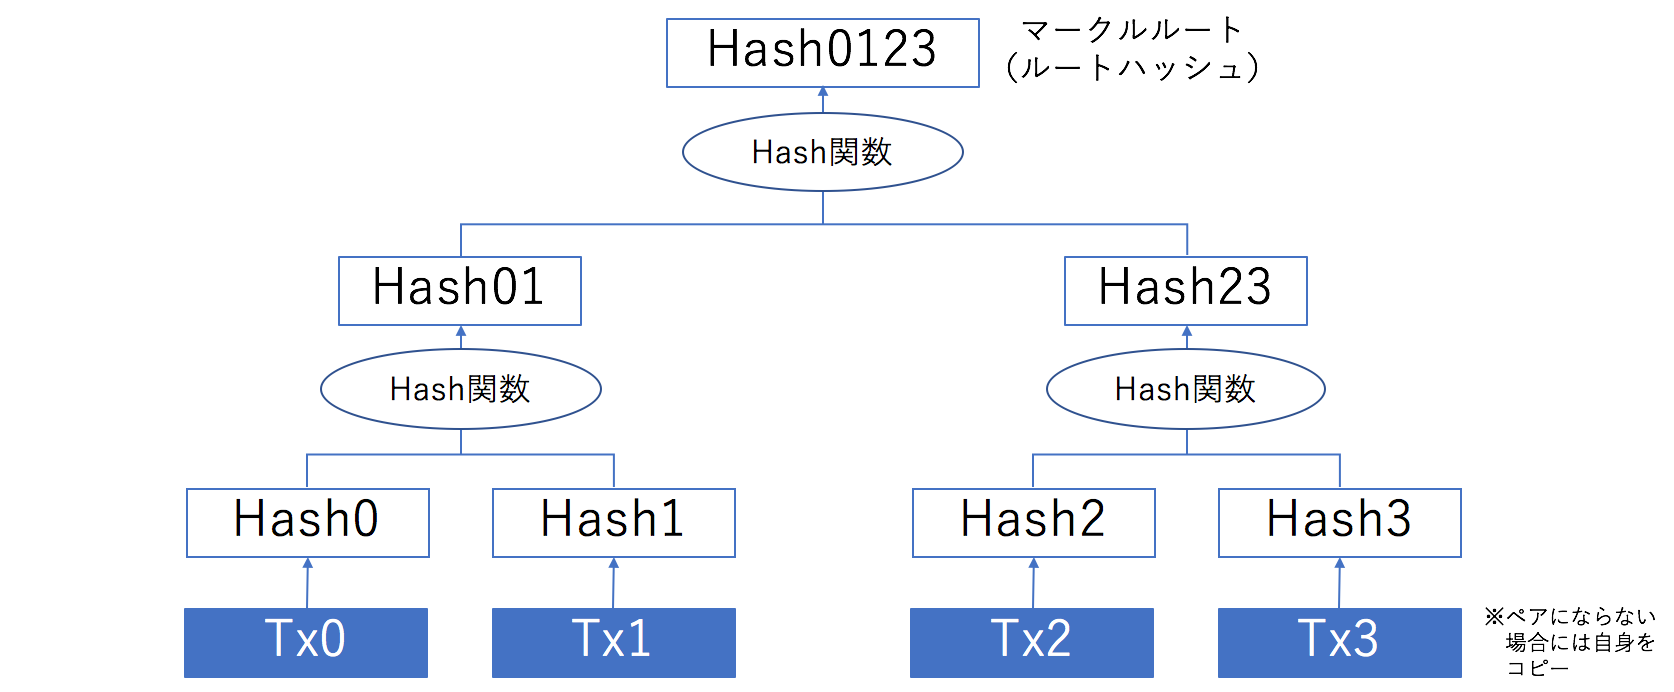 Hash0123
マークルルート
（ルートハッシュ）
Hash関数
Hash01
Hash23
Hash関数
Hash関数
Hash0
Hash1
Hash2
Hash3
Tx0
Tx1
Tx2
Tx3
※ペアにならない
場合には自身を
コピー